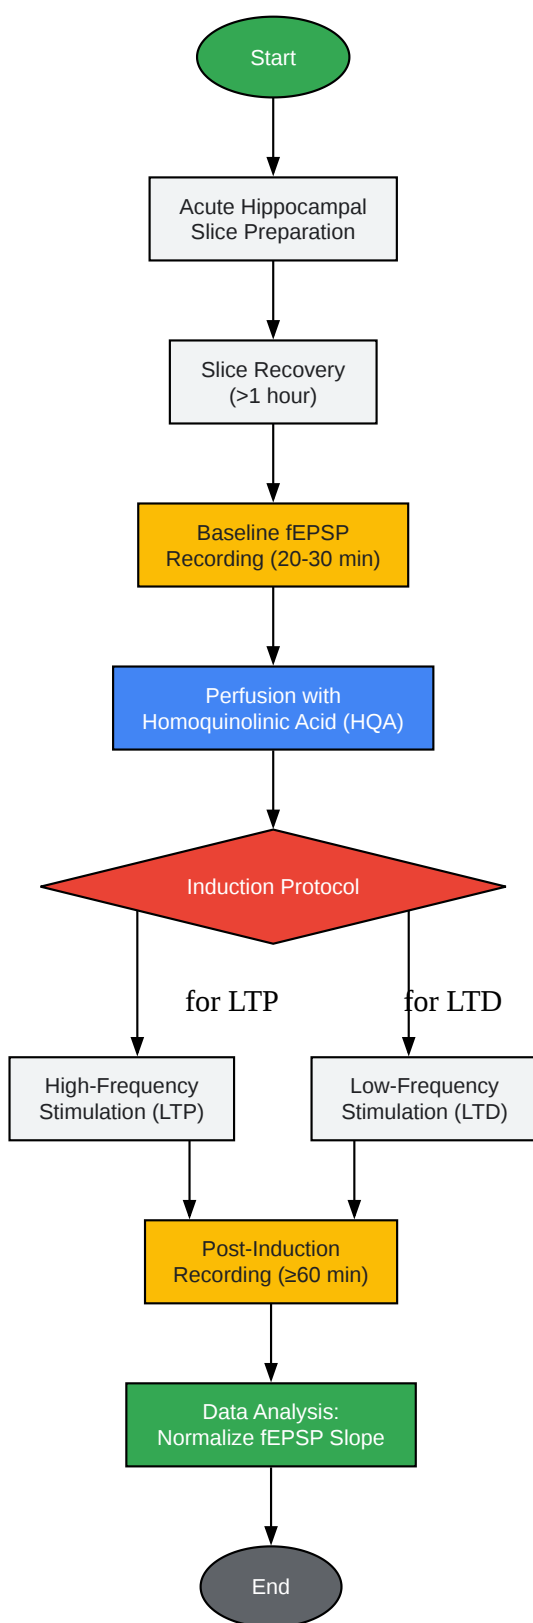 Start
Acute Hippocampal
Slice Preparation
Slice Recovery
(>1 hour)
Baseline fEPSP
Recording (20-30 min)
Perfusion with
Homoquinolinic Acid (HQA)
Induction Protocol
for LTP
for LTD
High-Frequency
Stimulation (LTP)
Low-Frequency
Stimulation (LTD)
Post-Induction
Recording (≥60 min)
Data Analysis:
Normalize fEPSP Slope
End